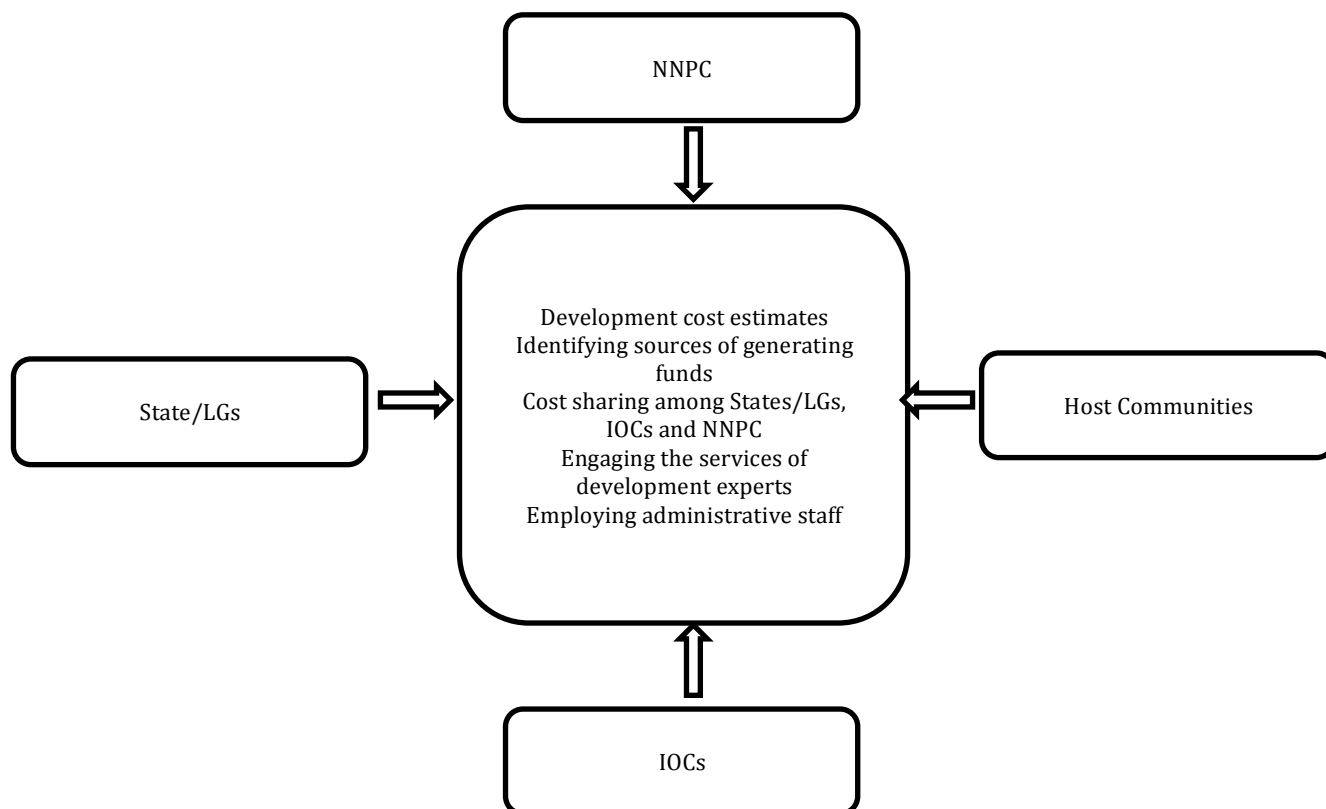 NNPC
Development cost estimates
Identifying sources of generating
funds
Cost sharing among States/LGs,
IOCs and NNPC
Engaging the services of
development experts
Employing administrative staff
State/LGs
Host Communities
IOCs